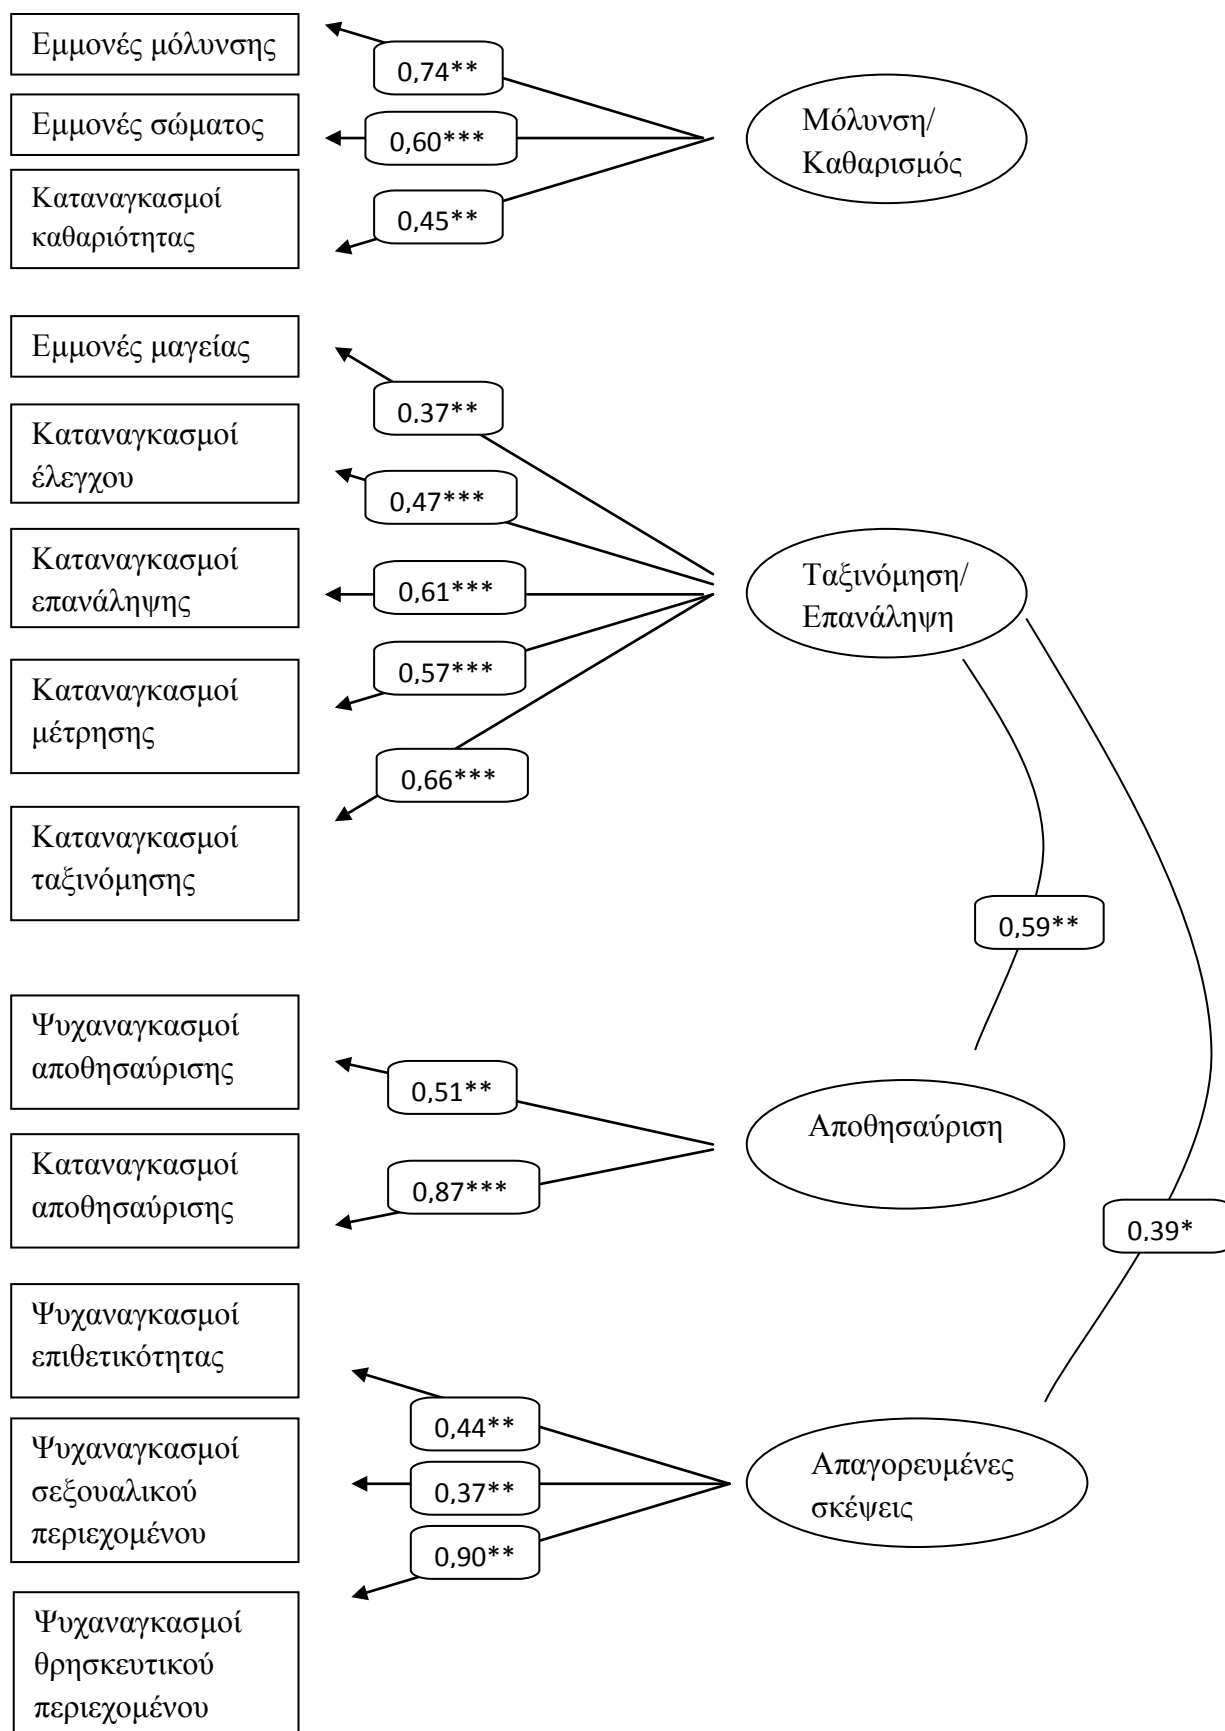 Εμμονές μόλυνσης
0,74**
Εμμονές σώματος
0,60***
Μόλυνση/
Καθαρισμός
Καταναγκασμοί
καθαριότητας
0,45**
Εμμονές μαγείας
0,37**
Καταναγκασμοί
έλεγχου
0,47***
Καταναγκασμοί
επανάληψης
0,61***
Ταξινόμηση/
Επανάληψη
0,57***
Καταναγκασμοί
μέτρησης
0,66***
Καταναγκασμοί
ταξινόμησης
0,59**
Ψυχαναγκασμοί
αποθησαύρισης
0,51**
Αποθησαύριση
Καταναγκασμοί
αποθησαύρισης
0,87***
0,39*
Ψυχαναγκασμοί
επιθετικότητας
0,44**
Ψυχαναγκασμοί
σεξουαλικού
περιεχομένου
0,37**
Απαγορευμένες
σκέψεις
0,90**
Ψυχαναγκασμοί
θρησκευτικού
περιεχομένου